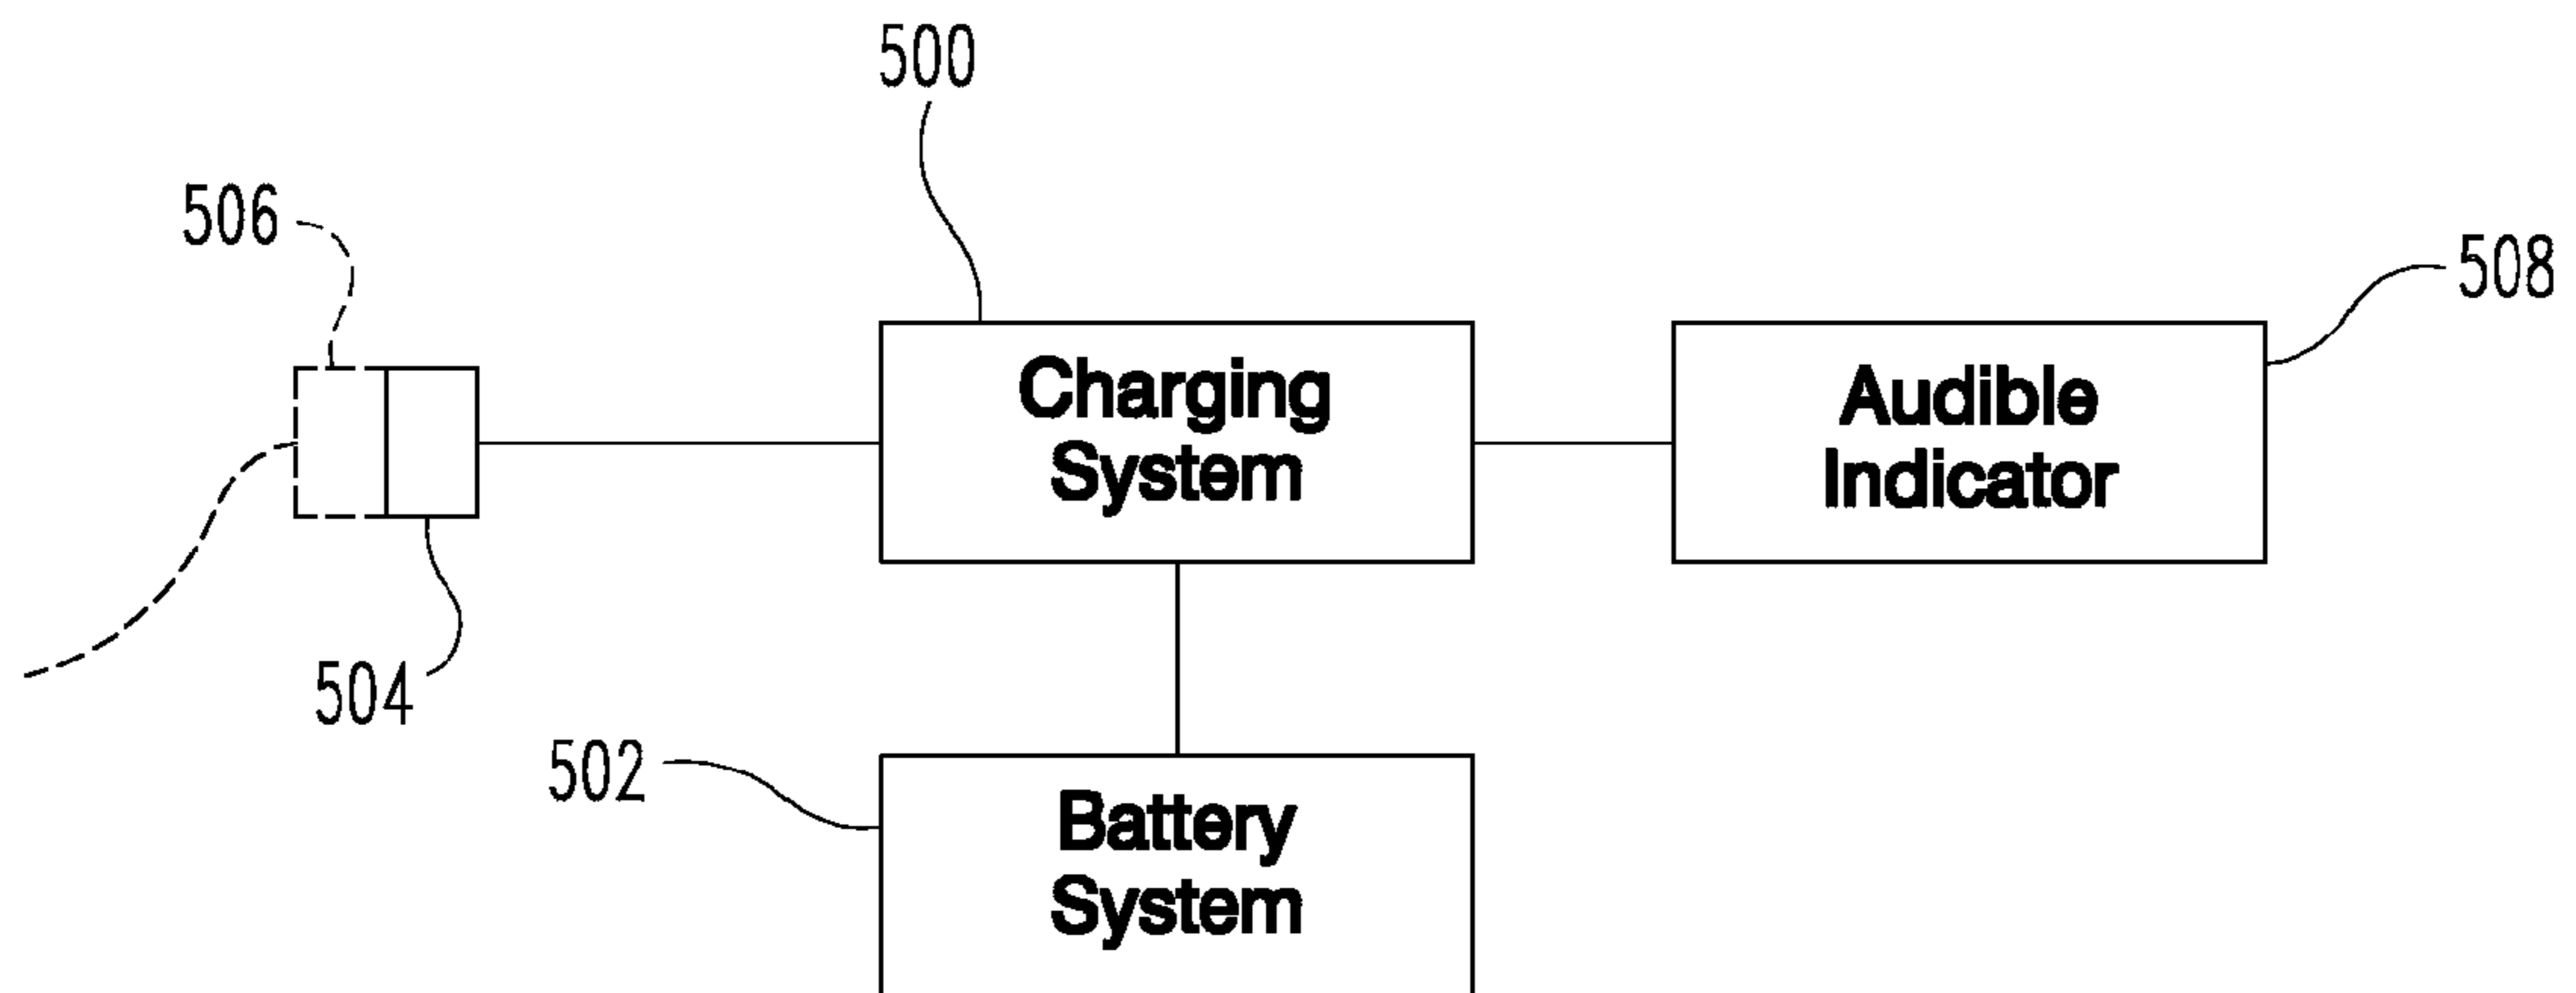 500
506
508
Charging
System
Audible
Indicator
504
502
Battery
System